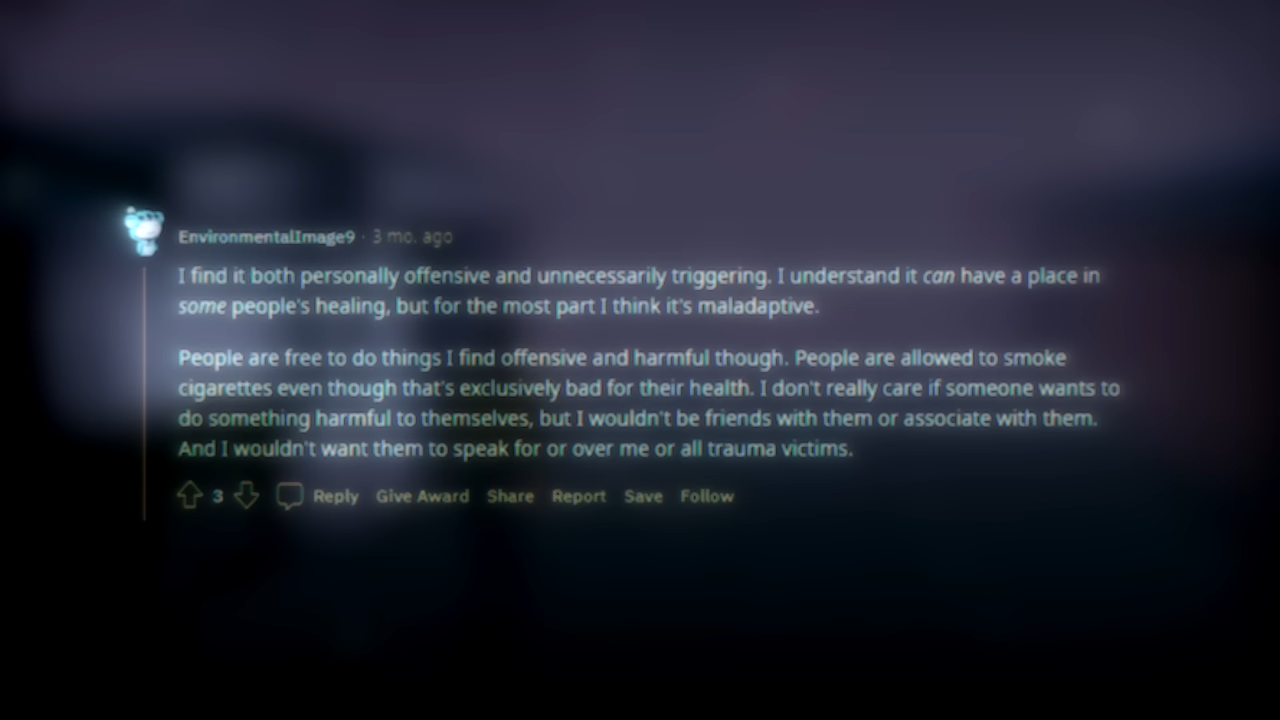 EnvironmentalImage9 · 3 mo. ago
I find it both personally offensive and unnecessarily triggering. I understand it can have a place in
some people's healing, but for the most part I think it's maladaptive.
People are free to do things I find offensive and harmful though. People are allowed to smoke
cigarettes even though that's exclusively bad for their health. I don't really care if someone wants to
do something harmful to themselves, but I wouldn't be friends with them or associate with them.
And I wouldn't want them to speak for or over me or all trauma victims.
3 Reply Give Award Share Report Save Follow